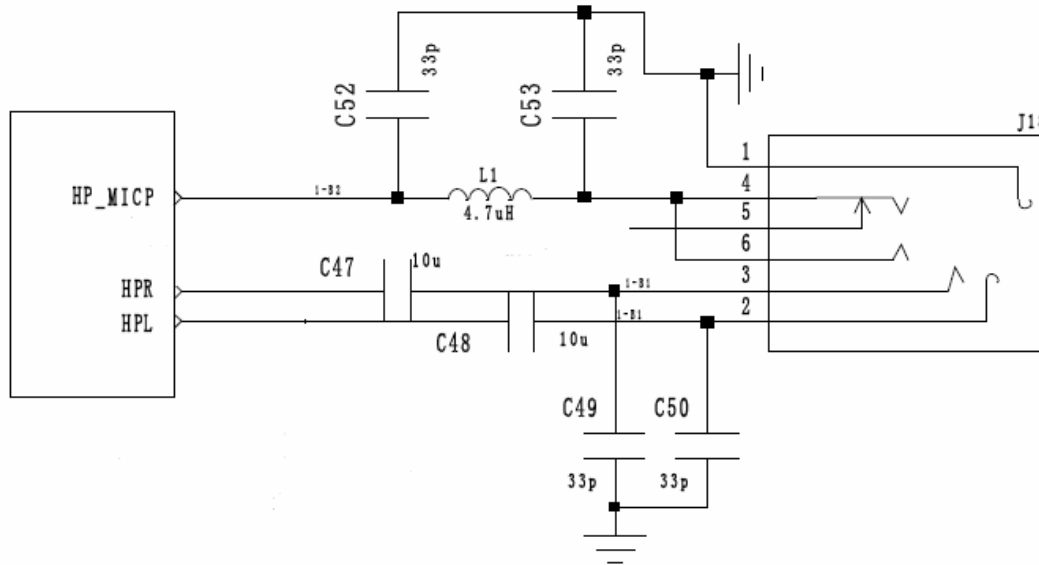 33p
C52
33p
C53
1
4
5
6
3
2
HP_MICP
1-B2
L1
4.7uH
C47
10u
HPR
1-B1
HPL
1-B1
C48
10u
C49
C50
33p
33p